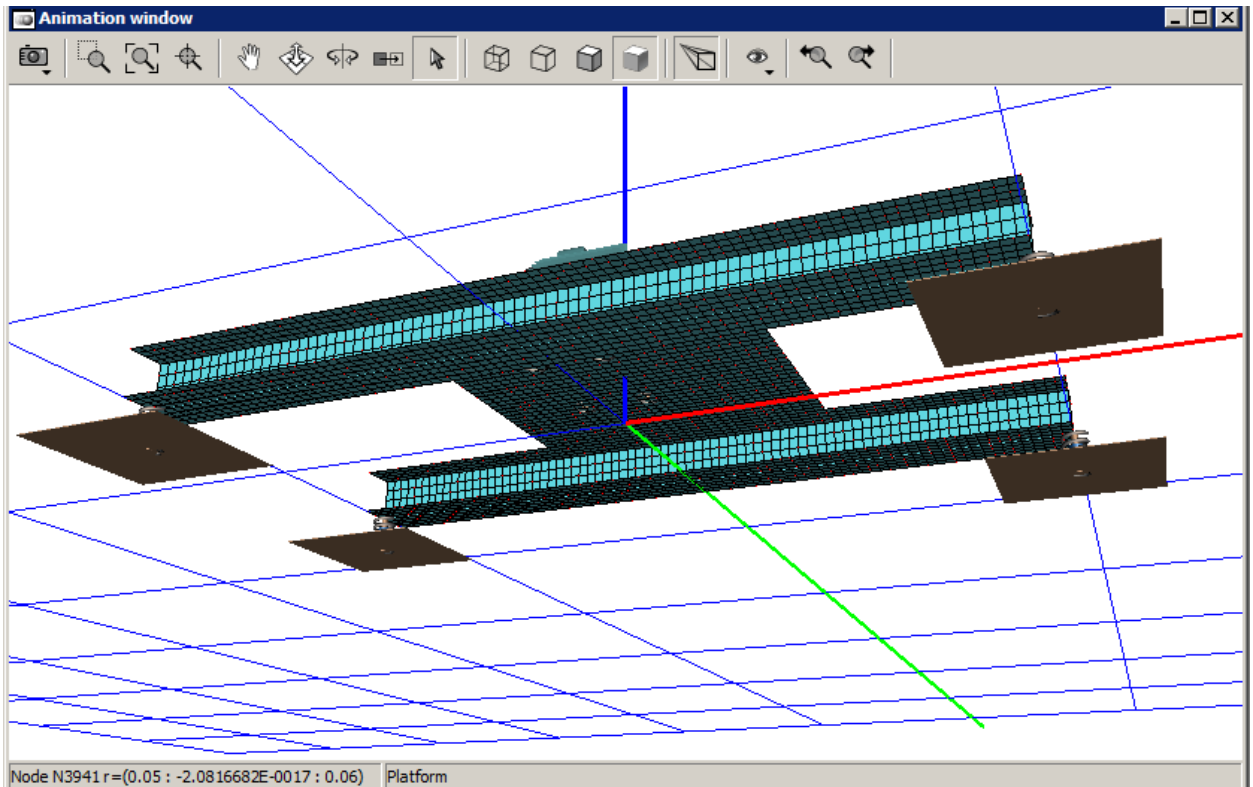 Animation window
Node N3941 r=(0.05 : -2.0816682E-0017 : 0.06)
Platform